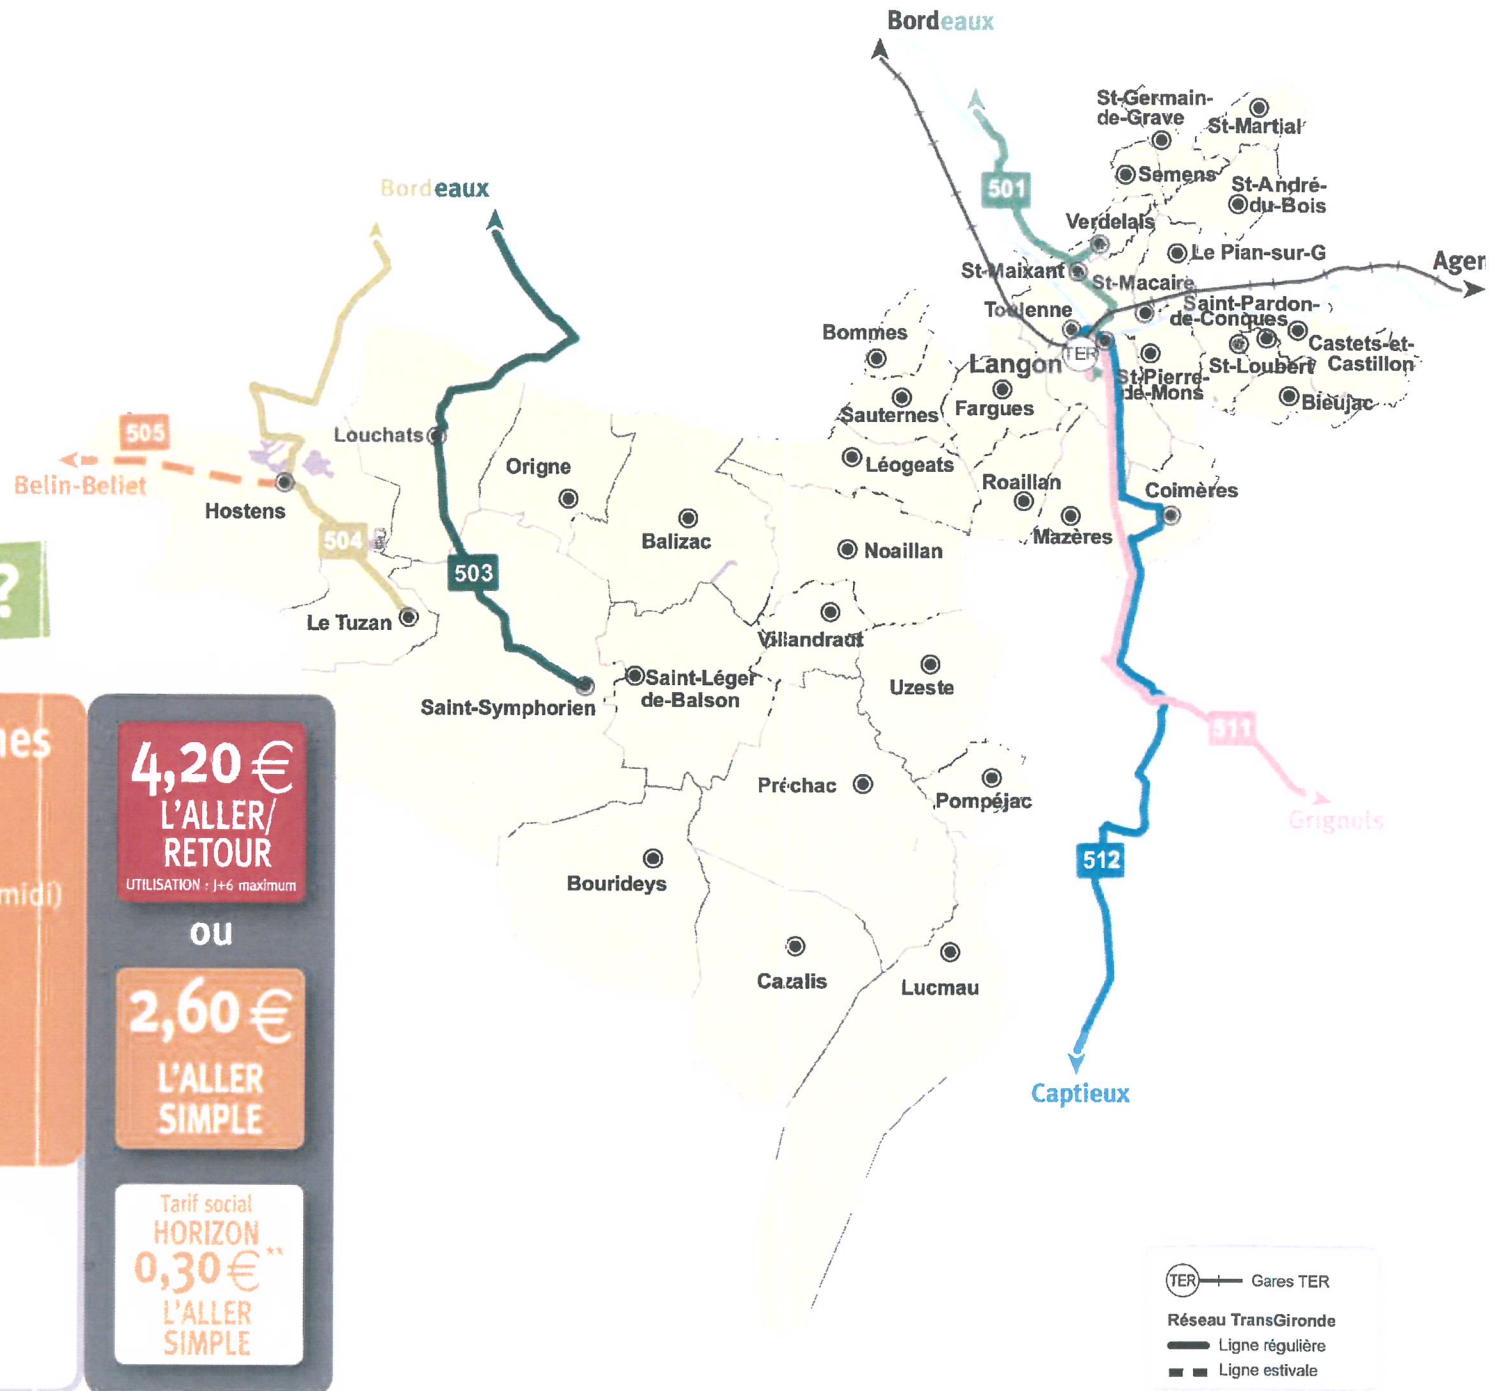 Bordeaux
St-Germain-
de-Grave
St-Martial
Semens
St-André-
du-Bois
501
Bordeaux
Verdelais
Le Pian-sur-G
St-Maixant
St-Macaire
Agen
Toulenne
Saint-Pardon-
de-Conques
Bommes
TER
Langon
Castets-et-
Castillon
St-Loubert
St-Pierre-
de-Mons
Sauternes
Fargues
Bieujac
505
Louchats
Belin-Beliet
Origne
Léogeats
Roaillan
Coimères
Hostens
504
Balizac
Mazères
Noaillan
503
?
Le Tuzan
Villandraut
Saint-Léger
de-Balson
Uzeste
Saint-Symphorien
511
nes
4,20 €
L'ALLER/
RETOUR
UTILISATION : J+6 maximum
Préchac
Pompéjac
Grignols
512
midi)
Bourideys
ou
Cazalis
Lucmau
2,60 €
L'ALLER
SIMPLE
Captieux
Tarif social
HORIZON
0,30 €**
L'ALLER
SIMPLE
TER Gares TER
Réseau TransGironde
Ligne régulière
Ligne estivale